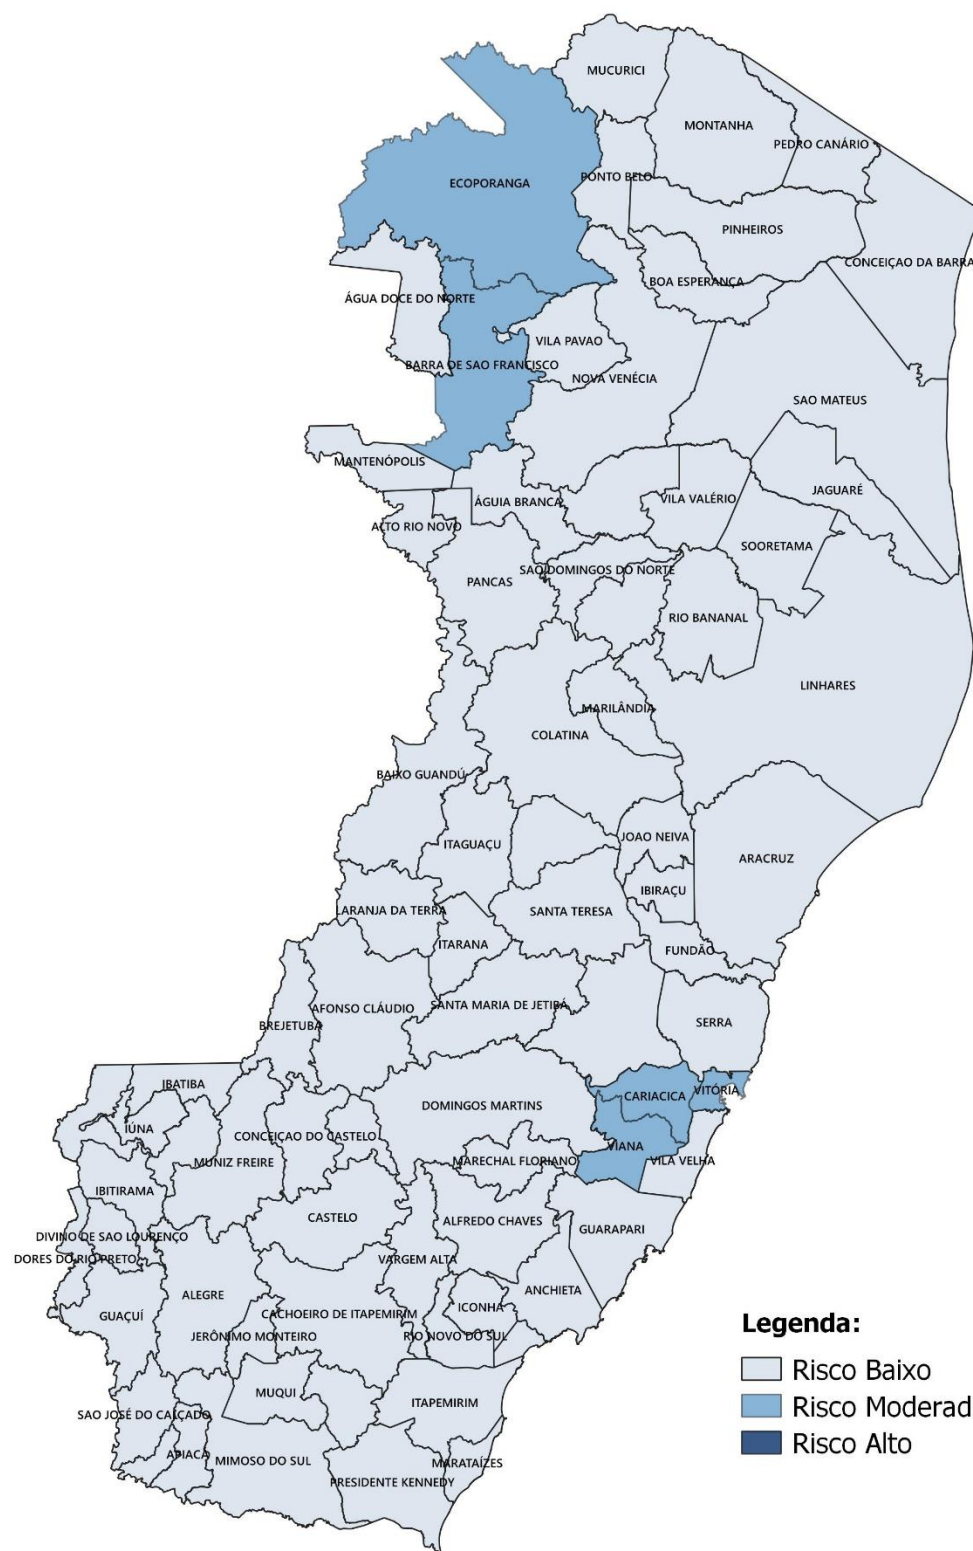 MUCURICI
MONTANHA
PEDRO CANÁRIO
ECOPORANGA
PONTO BELO
PINHEIROS
CONCEIÇAO DA BARRA
BOA ESPERANÇA
ÁGUA DOCE DO NORTE
VILA PAVAO
BARRA DE SAO FRANCISCO
NOVA VENÉCIA
SAO MATEUS
MANTENÓPOLIS
JAGUARÉ
VILA VALÉRIO
ÁGUIA BRANCA
ALTO RIO NOVO
SOORETAMA
SAO DOMINGOS DO NORTE
PANCAS
RIO BANANAL
LINHARES
MARILÂNDIA
COLATINA
BAIXO GUANDÚ
JOAO NEIVA
ITAGUAÇU
ARACRUZ
IBIRAÇU
LARANJA DA TERRA
SANTA TERESA
ITARANA
FUNDÃO
SANTA MARIA DE JETIBÁ
AFONSO CLÁUDIO
SERRA
BREJETUBA
IBATIBA
VITÓRIA
CARIACICA
DOMINGOS MARTINS
IÚNA
CONCEIÇAO DO CASTELO
VIANA
MUNIZ FREIRE
MARECHAL FLORIANO
VILA VELHA
IBITIRAMA
CASTELO
ALFREDO CHAVES
GUARAPARI
DIVINO DE SAO LOURENÇO
DORES DO RIO PRETO
VARGEM ALTA
ANCHIETA
ALEGRE
ICONHA
GUAÇUÍ
CACHOEIRO DE ITAPEMIRIM
JERÔNIMO MONTEIRO
RIO NOVO DO SUL
MUQUI
ITAPEMIRIM
SAO JOSÉ DO CALÇADO
APIACÁ
MIMOSO DO SUL
MARATAÍZES
PRESIDENTE KENNEDY
Legenda:
Risco Baixo
Risco Moderad
Risco Alto